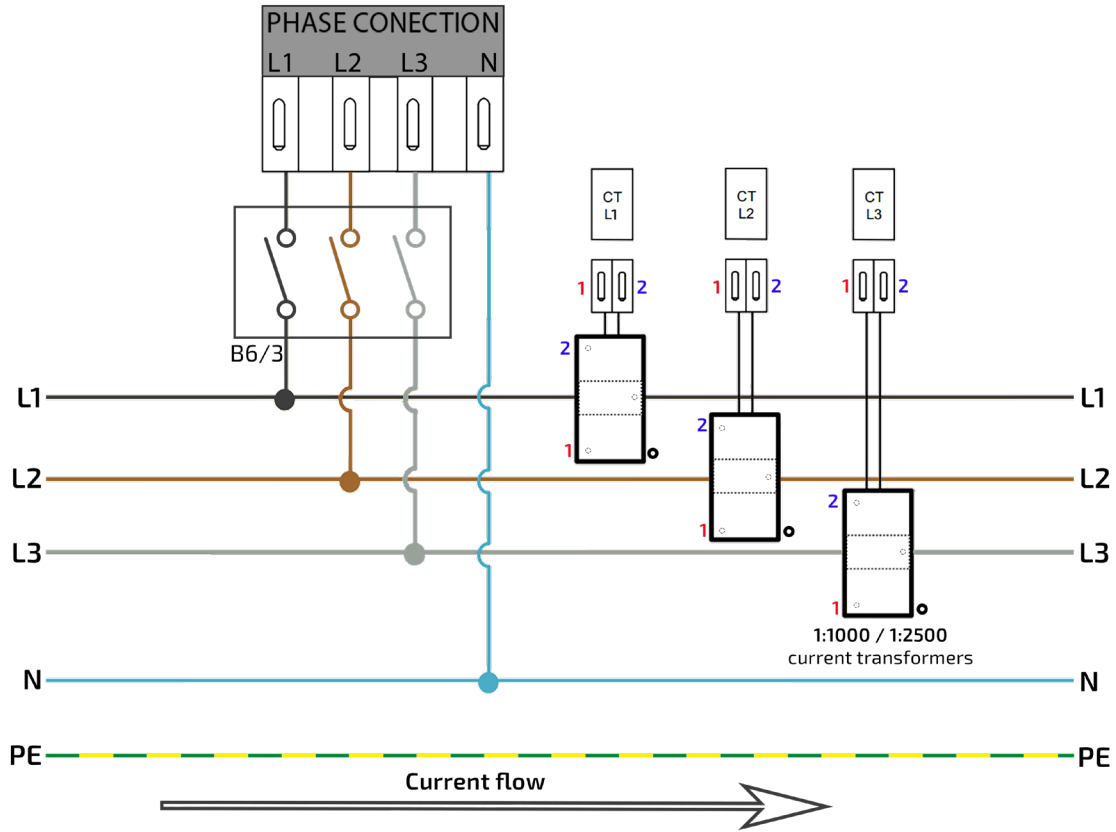 PHASE CONECTION
L1 L2 L3 N
CT
L1
CT
L2
CT
L3
1 2
1 2
1 2
B6/3
2
1
2
1
2
1
L1 L1
L2 L2
L3 L3
1:1000 / 1:2500
current transformers
N N
PE PE
Current flow